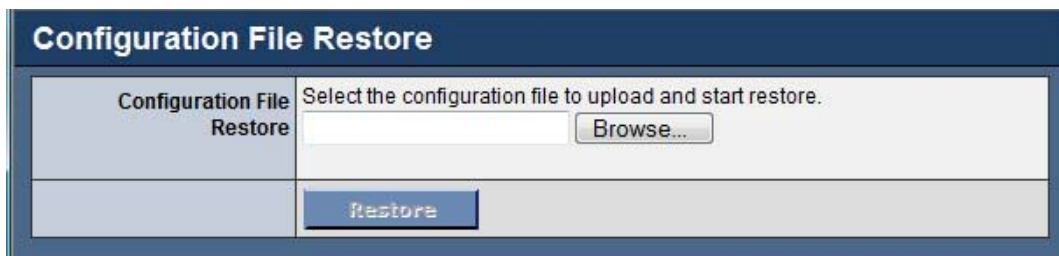 Configuration File Restore
Configuration File
Restore
Select the configuration file to upload and start restore.
Browse...
Restore